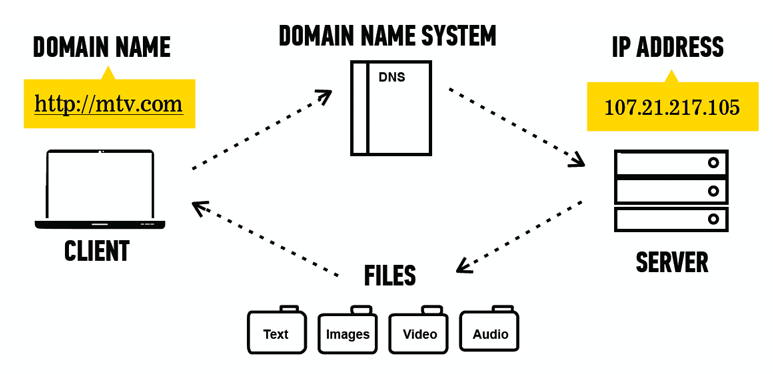 DOMAIN NAME
DOMAIN NAME SYSTEM
IP ADDRESS
http://mtv.com
DNS
107.21.217.105
CLIENT
SERVER
FILES
Text
Images
Video
Audio